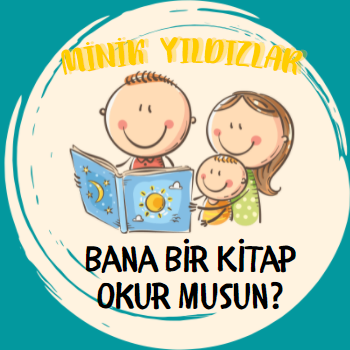 MİNİK YILDIZLAR
BANA BİR KİTAP
OKUR MUSUN?